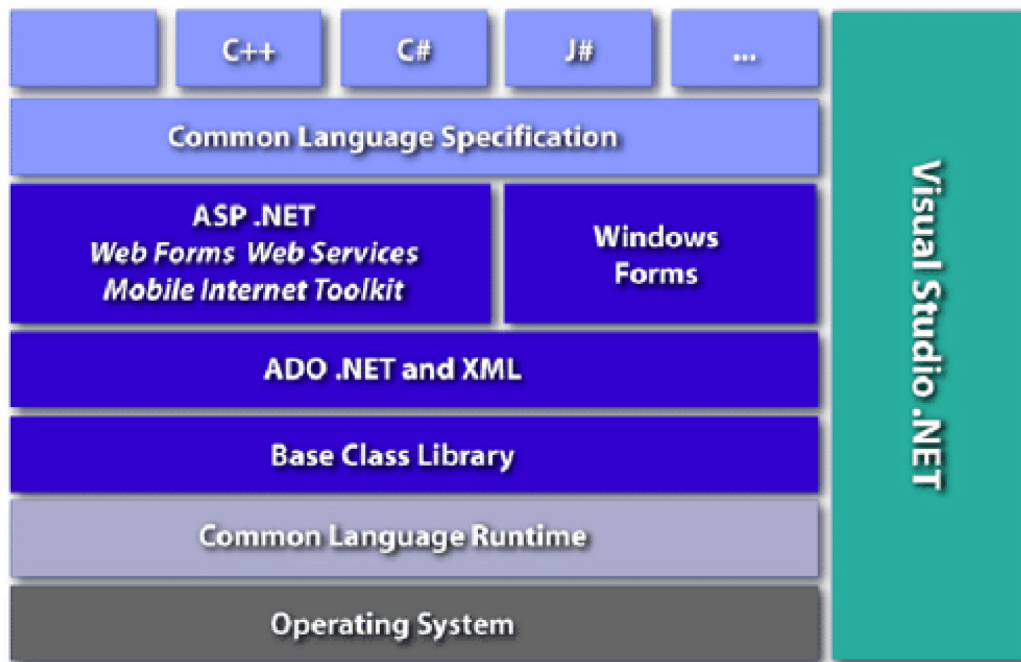 C++
C#
J#
...
Common Language Specification
ASP .NET
Web Forms Web Services
Mobile Internet Toolkit
Windows
Forms
ADO .NET and XML
Base Class Library
Common Language Runtime
Operating System
Visual Studio .NET